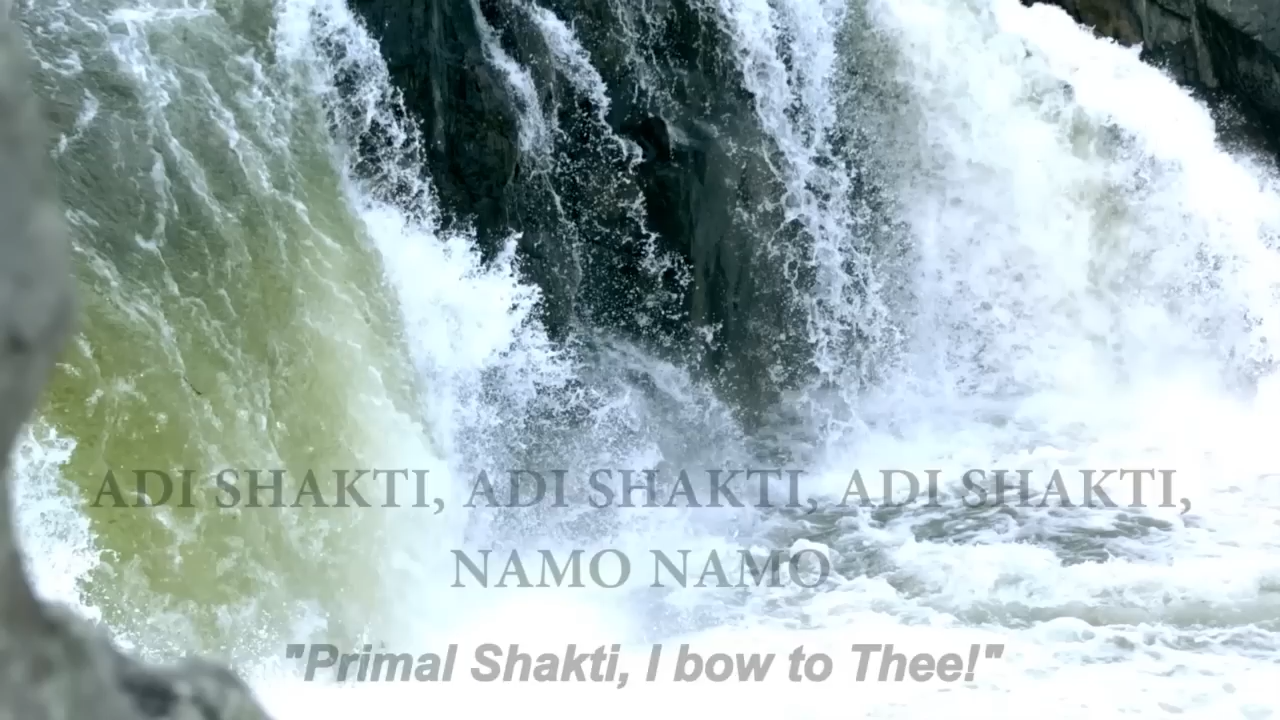 ADI SHAKTI, ADI SHAKTI, ADI SHAKTI,
NAMO NAMO
"Primal Shakti, I bow to Thee!"